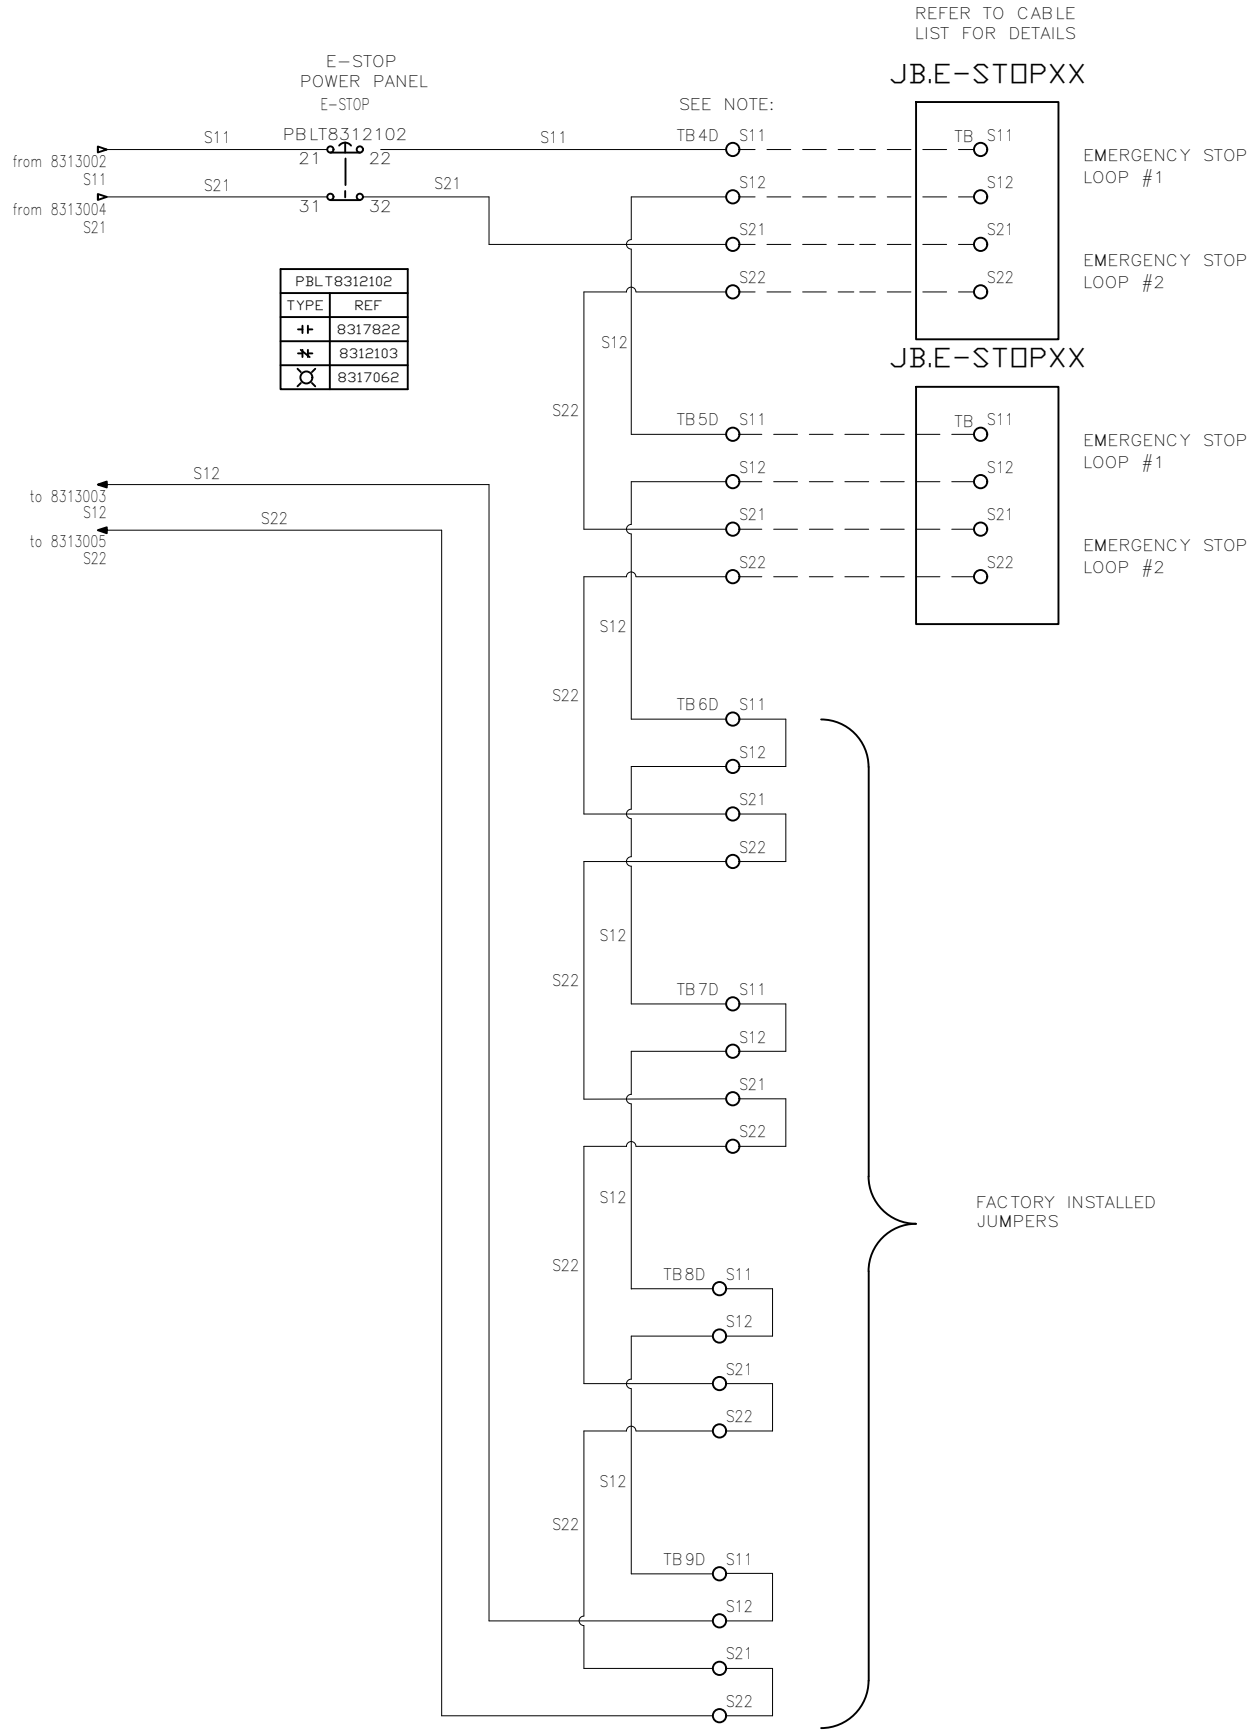 REFER TO CABLE
LIST FOR DETAILS
JB.E-STOPXX
E-STOP
POWER PANEL
E-STOP
SEE NOTE:
PBLT8312102
S11
S11
TB4D S11
TB S11
from 8313002
S11
21 22
EMERGENCY STOP
LOOP #1
S21
S21
S12
S12
from 8313004
S21
31 32
S21
S21
EMERGENCY STOP
LOOP #2
S22
S22
PBLT8312102
TYPE REF
8317822
8312103
8317062
S12
JB.E-STOPXX
S22
TB5D S11
TB S11
EMERGENCY STOP
LOOP #1
S12
to 8313003
S12
S12
S12
S22
to 8313005
S22
S21
S21
EMERGENCY STOP
LOOP #2
S22
S22
S12
S22
TB6D S11
S12
S21
S22
S12
S22
TB7D S11
S12
S21
S22
S12
FACTORY INSTALLED
JUMPERS
S22
TB8D S11
S12
S21
S22
S12
S22
TB9D S11
S12
S21
S22